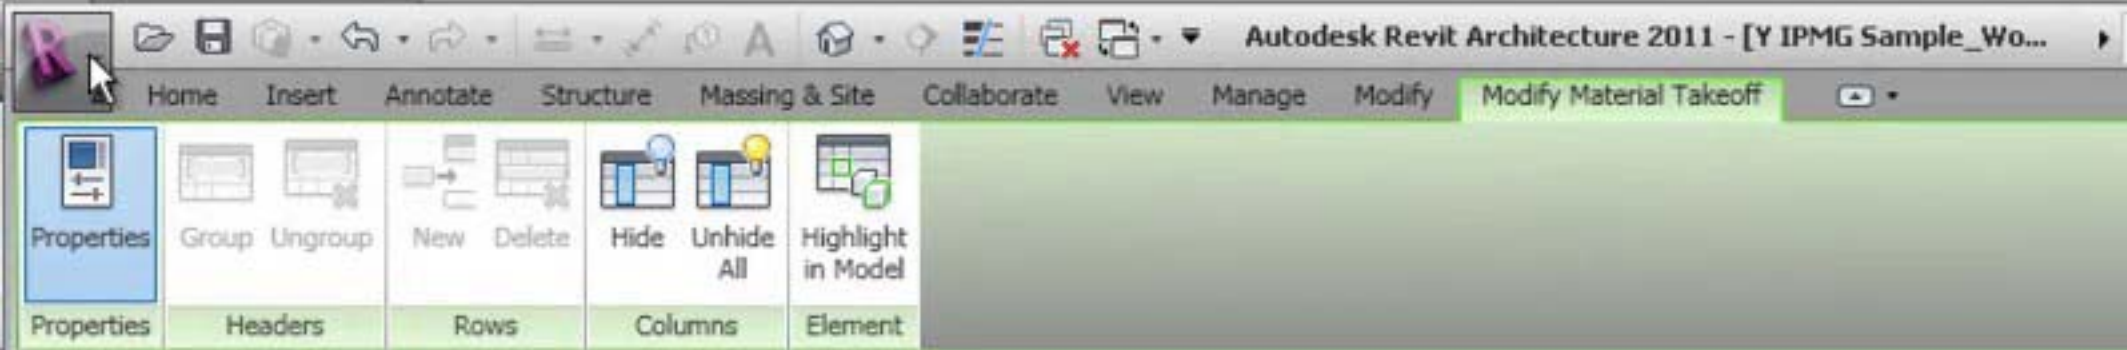 Autodesk Revit Architecture 2011 - [Y IPMG Sample_Wo...
Home Insert Annotate Structure Massing & Site Collaborate View Manage Modify Modify Material Takeoff
Properties Group Ungroup New Delete Hide Unhide All Highlight in Model
Properties Headers Rows Columns Element